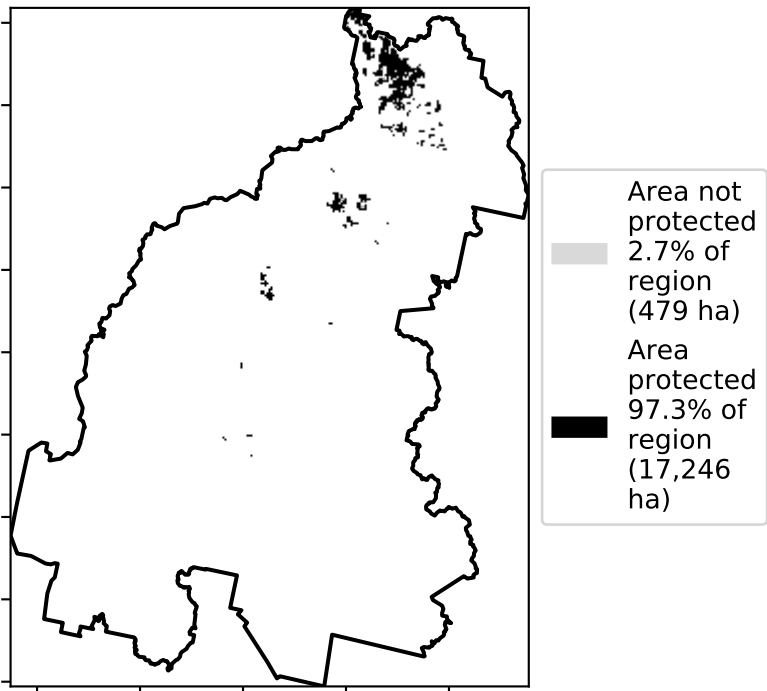 Area not
protected
2.7% of
region
(479 ha)
Area
protected
97.3% of
region
(17,246
ha)